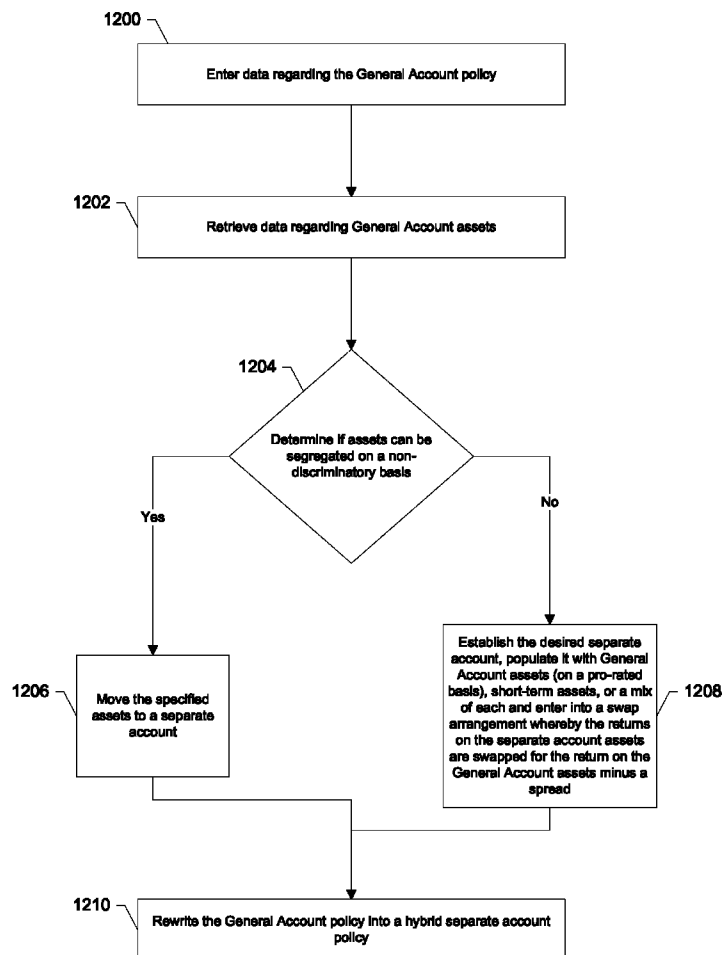 1200
Enter data regarding the General Account policy
1202
Retrieve data regarding General Account assets
1204
Determine if assets can be
segregated on a non-
discriminatory basis
Yes
No
1206
Move the specified
assets to a separate
account
Establish the desired separate
account, populate it with General
Account assets (on a pro-rated
basis), short-term assets, or a mix
of each and enter into a swap
arrangement whereby the returns
on the separate account assets
are swapped for the return on the
General Account assets minus a
spread
1208
1210
Rewrite the General Account policy into a hybrid separate account
policy